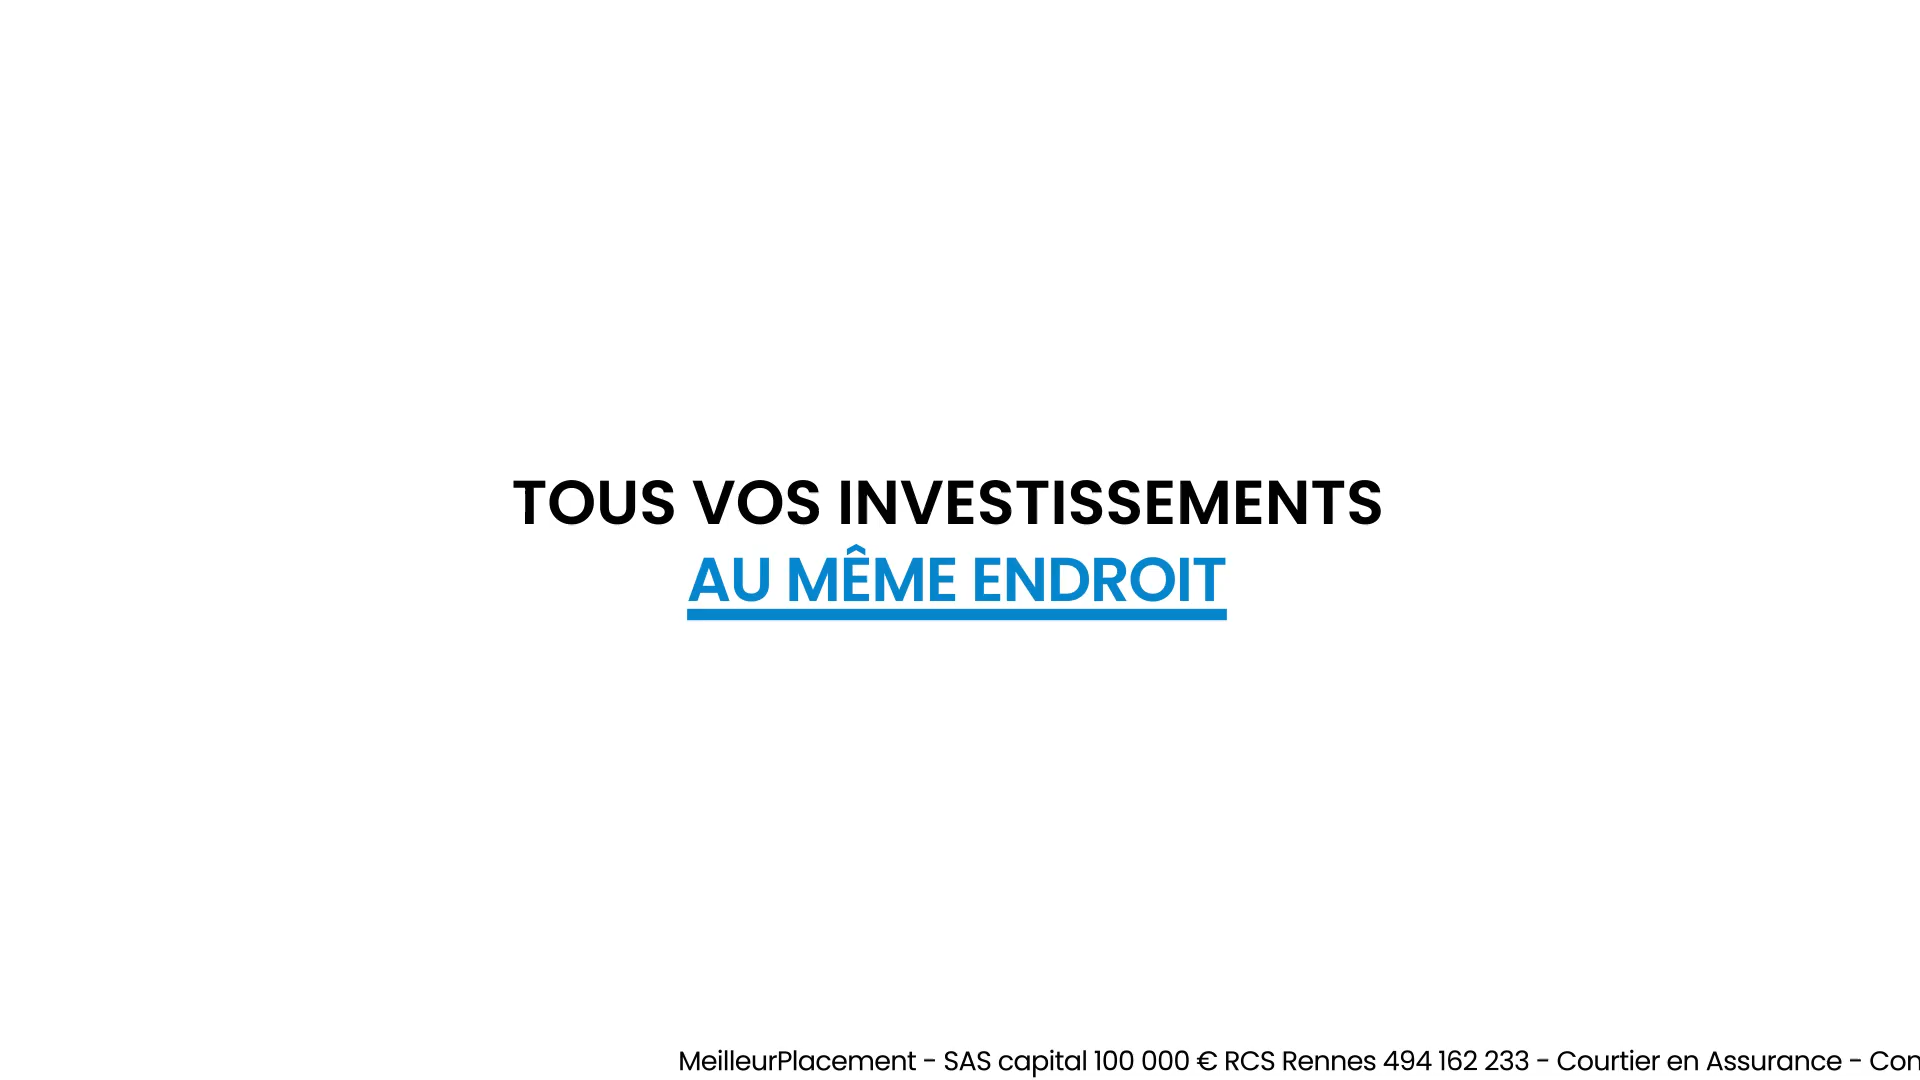 TOUS VOS INVESTISSEMENTS
AU MÊME ENDROIT
MeilleurPlacement - SAS capital 100 000 € RCS Rennes 494 162 233 - Courtier en Assurance - Con